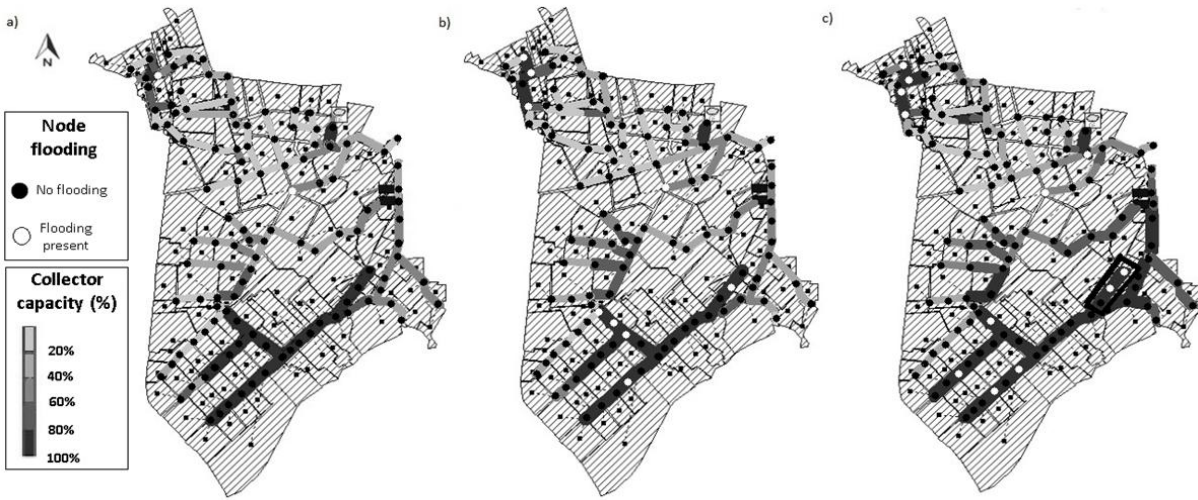 a)
b)
c)
N
Node
flooding
No flooding
Flooding
present
Collector
capacity (%)
20%
40%
60%
80%
100%